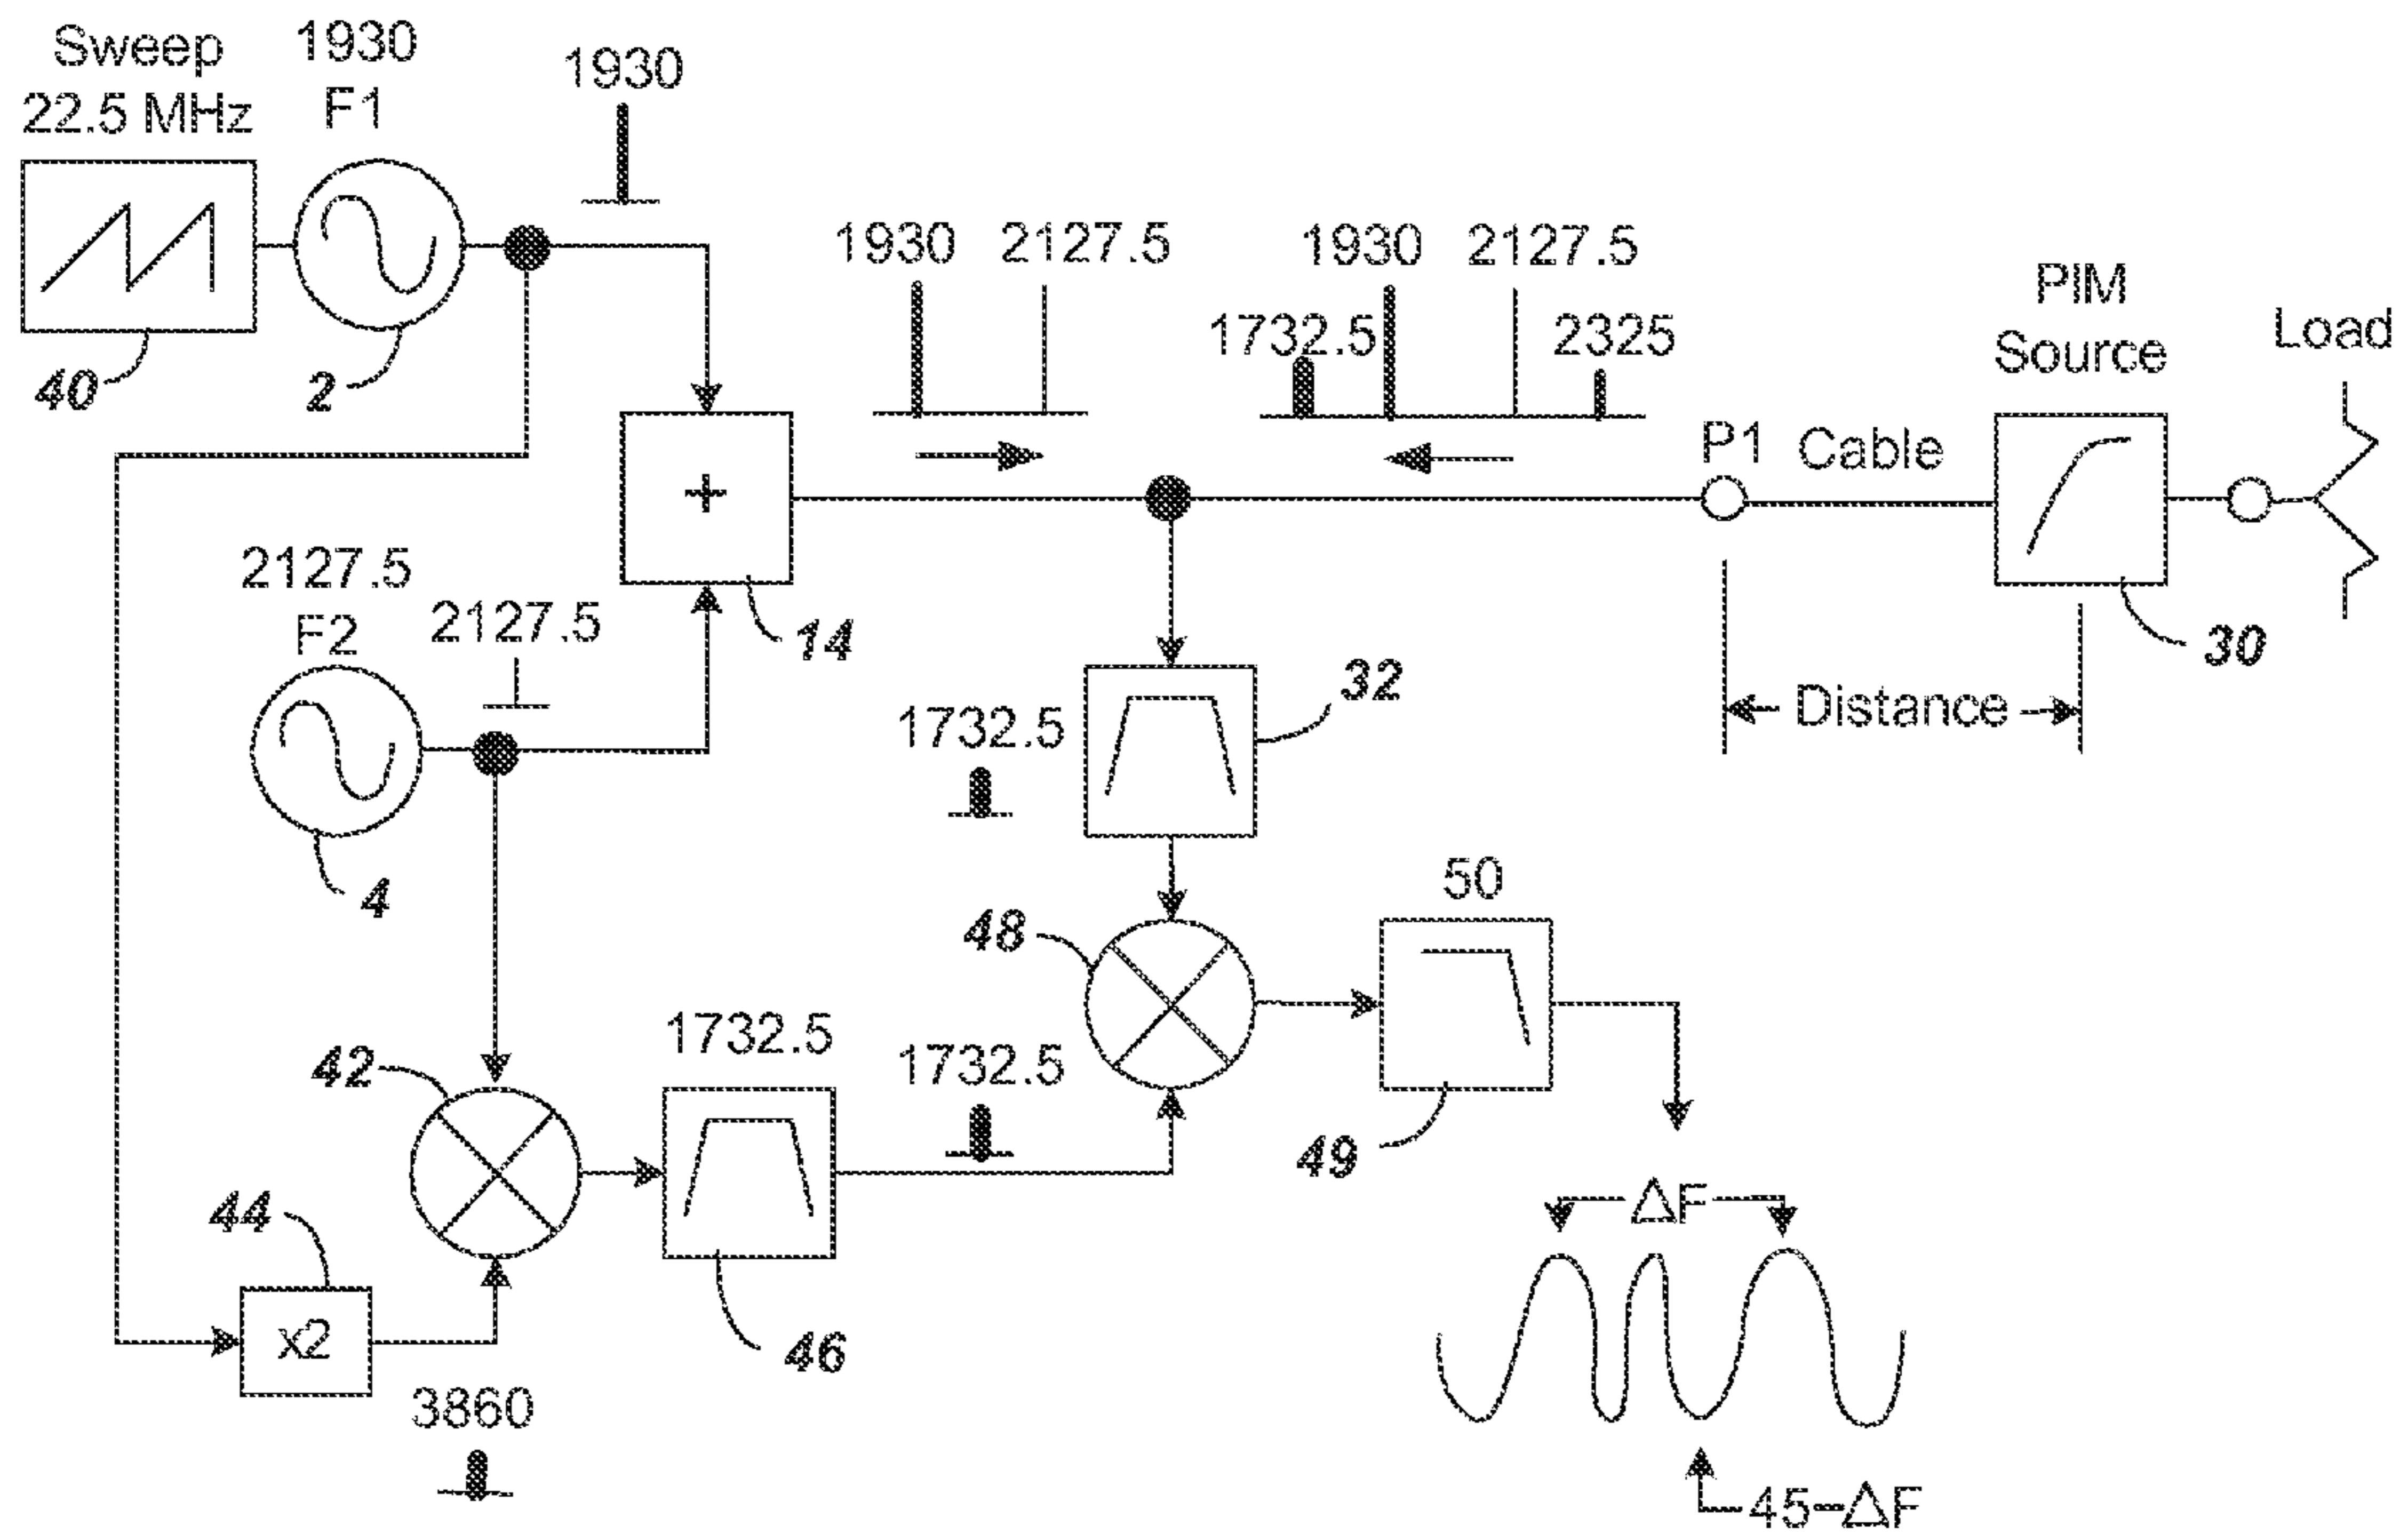 Sweep
22.5 MHz
1930
F1
1930
40
2
1930 2127.5
1930 2127.5
1732.5 2325
PIM
Source
Load
P1 Cable
+
14
30
2127.5
F2
2127.5
4
Distance
32
1732.5
50
48
49
42
1732.5
1732.5
44
46
x2
3860
ΔF
45-ΔF